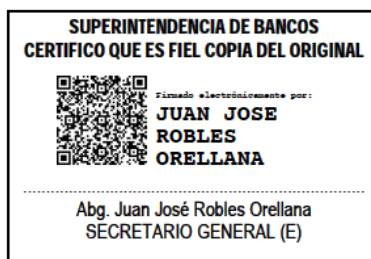 SUPERINTENDENCIA DE BANCOS
CERTIFICO QUE ES FIEL COPIA DEL ORIGINAL
Firmado electrónicamente por:
JUAN JOSE
ROBLES
ORELLANA
Abg. Juan José Robles Orellana
SECRETARIO GENERAL (E)